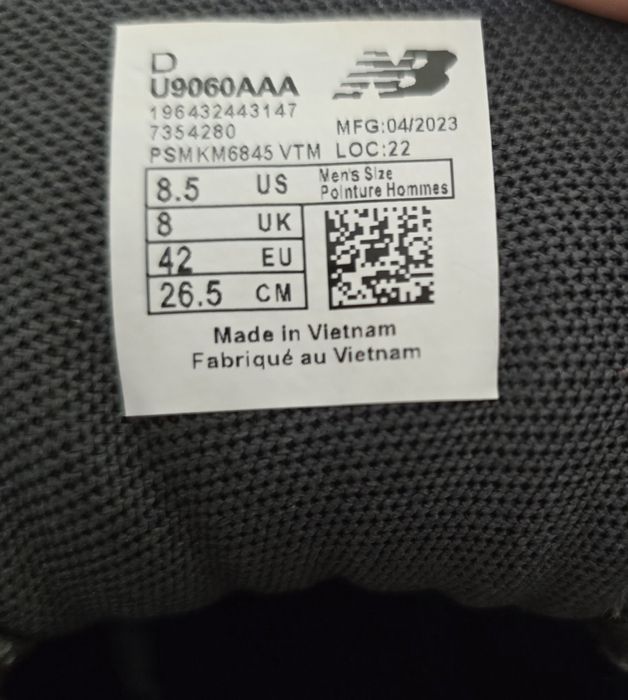 D
U9060AAA
NB
196432443147
7354280 MFG:04/2023
PSMKM6845 VTM LOC:22
8.5 US Men's Size
Pointure Hommes
8 UK
42 EU
26.5 CM
Made in Vietnam
Fabriqué au Vietnam